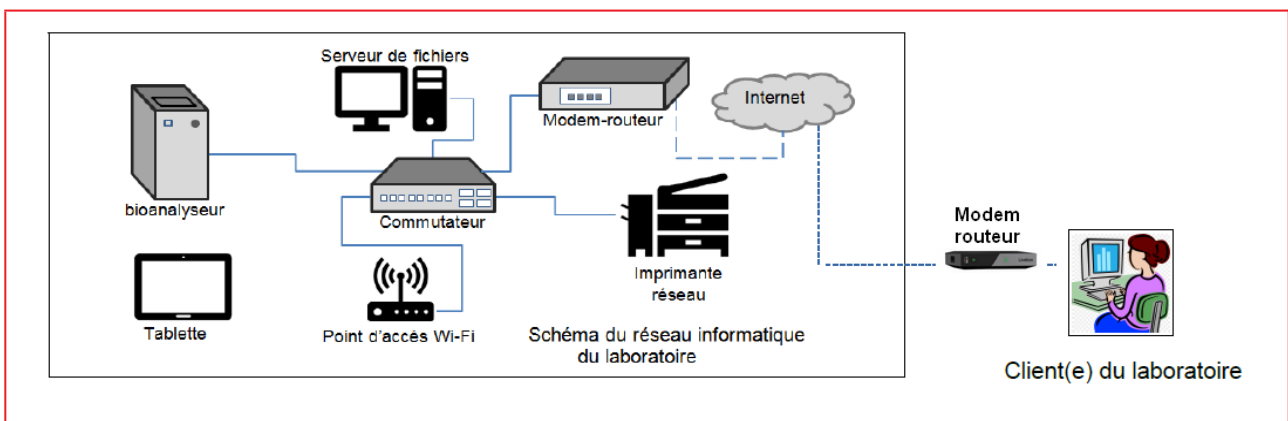 Serveur de fichiers
Modem-routeur
Internet
bioanalyseur
Commutateur
Modem
routeur
Imprimante
réseau
Tablette
Point d'accès Wi-Fi
Schéma du réseau informatique
du laboratoire
Client(e) du laboratoire